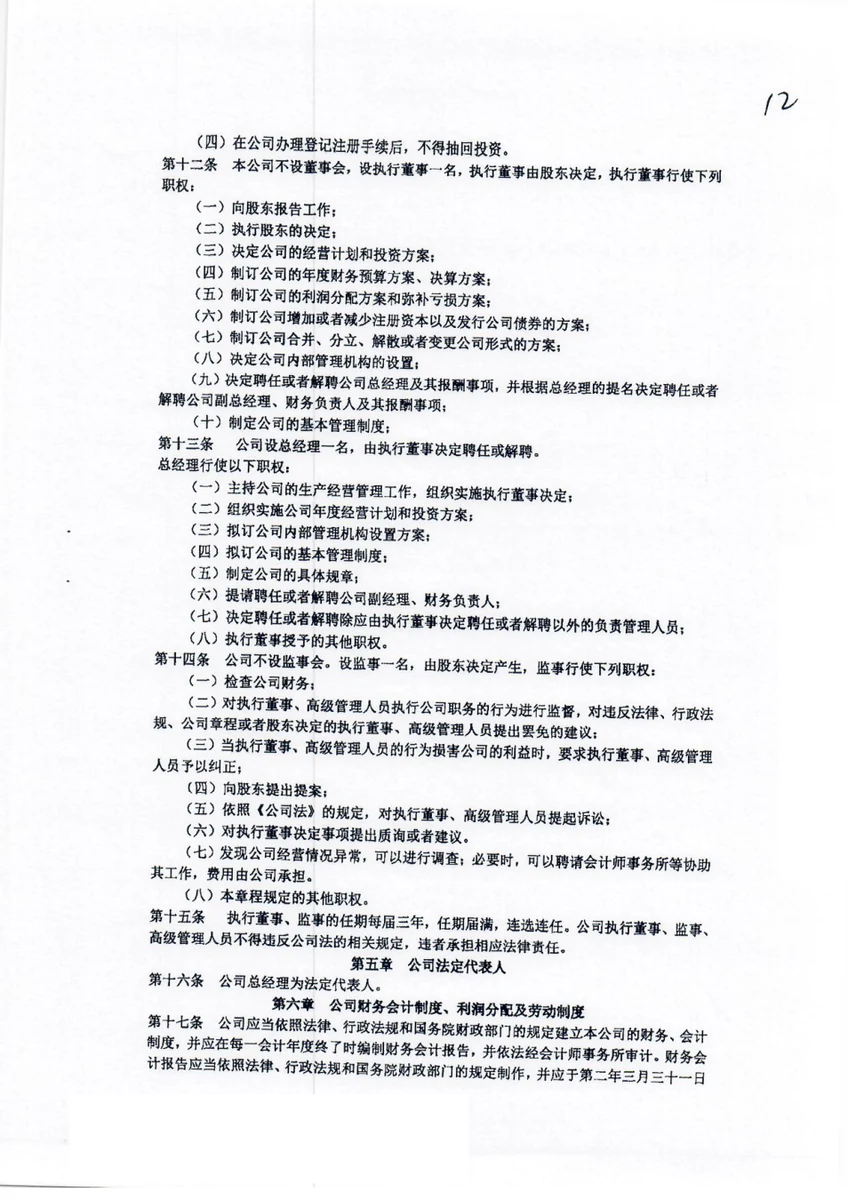 12
（四）在公司办理登记注册手续后，不得抽回投资。
第十二条 本公司不设董事会，设执行董事一名，执行董事由股东决定，执行董事行使下列
职权：
（一）向股东报告工作；
（二）执行股东的决定；
（三）决定公司的经营计划和投资方案；
（四）制订公司的年度财务预算方案、决算方案；
（五）制订公司的利润分配方案和弥补亏损方案；
（六）制订公司增加或者减少注册资本以及发行公司债券的方案；
（七）制订公司合并、分立、解散或者变更公司形式的方案；
（八）决定公司内部管理机构的设置；
（九）决定聘任或者解聘公司总经理及其报酬事项，并根据总经理的提名决定聘任或者
解聘公司副总经理、财务负责人及其报酬事项；
（十）制定公司的基本管理制度；
第十三条 公司设总经理一名，由执行董事决定聘任或解聘。
总经理行使以下职权：
（一）主持公司的生产经营管理工作，组织实施执行董事决定；
（二）组织实施公司年度经营计划和投资方案；
（三）拟订公司内部管理机构设置方案；
（四）拟订公司的基本管理制度；
（五）制定公司的具体规章；
（六）提请聘任或者解聘公司副经理、财务负责人；
（七）决定聘任或者解聘除应由执行董事决定聘任或者解聘以外的负责管理人员；
（八）执行董事授予的其他职权。
第十四条 公司不设监事会。设监事一名，由股东决定产生，监事行使下列职权：
（一）检查公司财务；
（二）对执行董事、高级管理人员执行公司职务的行为进行监督，对违反法律、行政法
规、公司章程或者股东决定的执行董事、高级管理人员提出罢免的建议；
（三）当执行董事、高级管理人员的行为损害公司的利益时，要求执行董事、高级管理
人员予以纠正；
（四）向股东提出提案；
（五）依照《公司法》的规定，对执行董事、高级管理人员提起诉讼；
（六）对执行董事决定事项提出质询或者建议。
（七）发现公司经营情况异常，可以进行调查；必要时，可以聘请会计师事务所等协助
其工作，费用由公司承担。
（八）本章程规定的其他职权。
第十五条 执行董事、监事的任期每届三年，任期届满，连选连任。公司执行董事、监事、
高级管理人员不得违反公司法的相关规定，违者承担相应法律责任。
第五章 公司法定代表人
第十六条 公司总经理为法定代表人。
第六章 公司财务会计制度、利润分配及劳动制度
第十七条 公司应当依照法律、行政法规和国务院财政部门的规定建立本公司的财务、会计
制度，并应在每一会计年度终了时编制财务会计报告，并依法经会计师事务所审计。财务会
计报告应当依照法律、行政法规和国务院财政部门的规定制作，并应于第二年三月三十一日